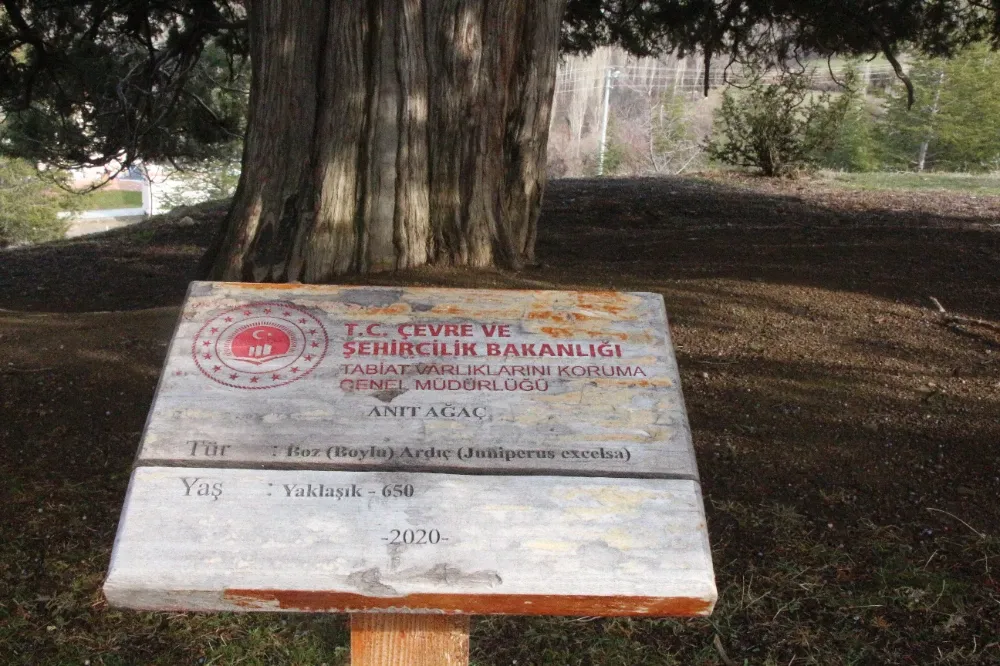 T.C. ÇEVRE VE
ŞEHİRCİLİK BAKANLIĞI
TABİAT VARLIKLARINI KORUMA
GENEL MÜDÜRLÜĞÜ
ANIT AĞAÇ
Tür : Boz (Boylu) Ardıç (Juniperus excelsa)
Yaş : Yaklaşık - 650
-2020-